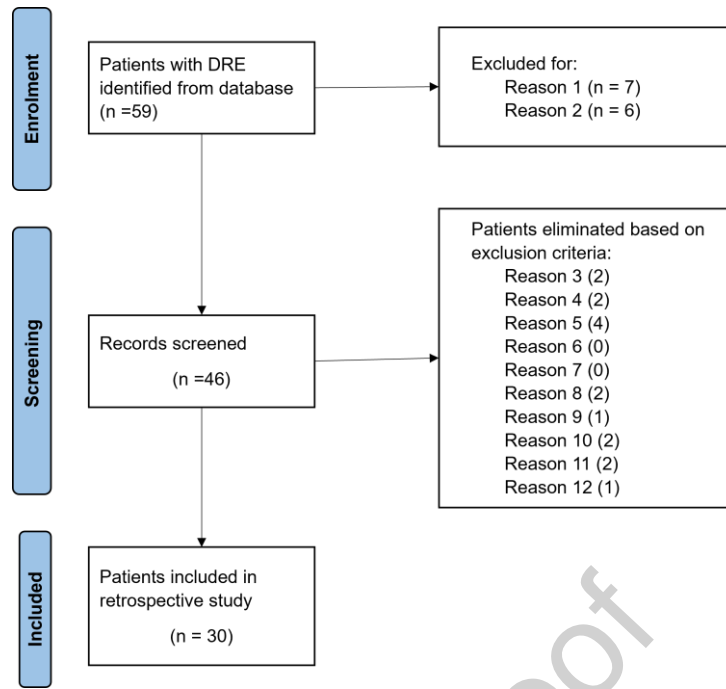 Enrolment
Patients with DRE
identified from database
(n =59)
Excluded for:
Reason 1 (n = 7)
Reason 2 (n = 6)
Screening
Records screened
(n =46)
Patients eliminated based on
exclusion criteria:
Reason 3 (2)
Reason 4 (2)
Reason 5 (4)
Reason 6 (0)
Reason 7 (0)
Reason 8 (2)
Reason 9 (1)
Reason 10 (2)
Reason 11 (2)
Reason 12 (1)
Included
Patients included in
retrospective study
(n = 30)